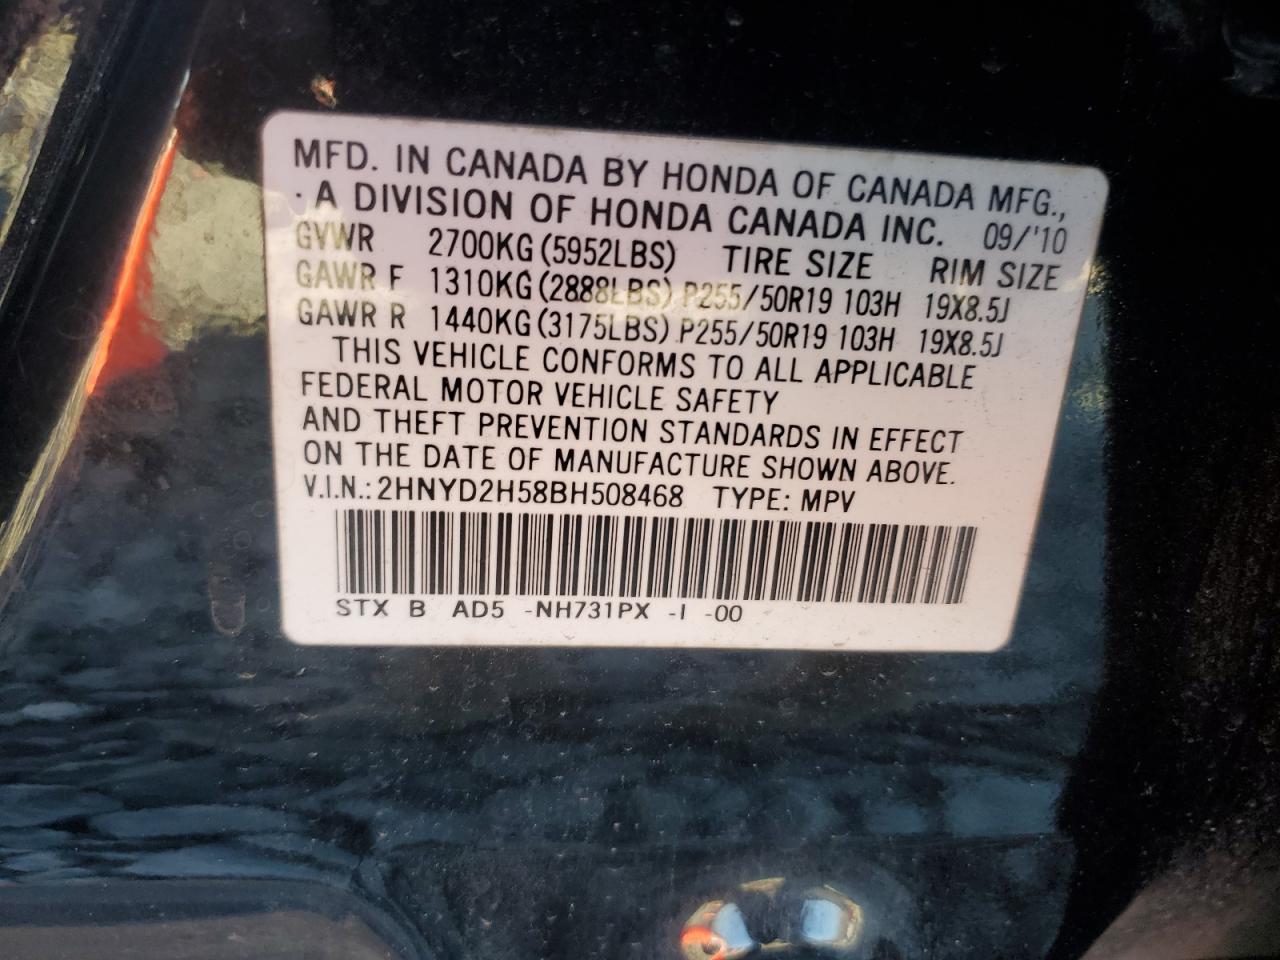 MFD. IN CANADA BY HONDA OF CANADA MFG.,
· A DIVISION OF HONDA CANADA INC. 09/'10
GVWR 2700KG (5952LBS) TIRE SIZE RIM SIZE
GAWR F 1310KG (2888LBS) P255/50R19 103H 19X8.5J
GAWR R 1440KG (3175LBS) P255/50R19 103H 19X8.5J
THIS VEHICLE CONFORMS TO ALL APPLICABLE
FEDERAL MOTOR VEHICLE SAFETY
AND THEFT PREVENTION STANDARDS IN EFFECT
ON THE DATE OF MANUFACTURE SHOWN ABOVE.
V.I.N.: 2HNYD2H58BH508468 TYPE: MPV
STX B AD5 -NH731PX -I -00